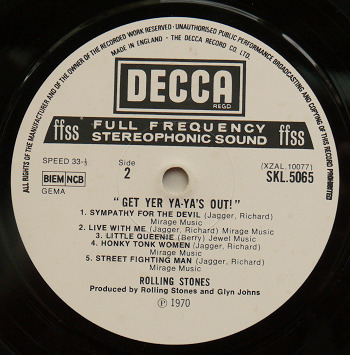 ALL RIGHTS OF THE MANUFACTURER AND OF THE OWNER OF THE RECORDED WORK RESERVED · UNAUTHORISED PUBLIC PERFORMANCE BROADCASTING AND COPYING OF THIS RECORD PROHIBITED
MADE IN ENGLAND · THE DECCA RECORD CO LTD.
DECCA
REGD
ffss FULL FREQUENCY ffss
STEREOPHONIC SOUND
SPEED 33-⅓
Side
2
(XZAL.10077)
SKL.5065
BIEM NCB
GEMA
"GET YER YA-YA'S OUT!"
1. SYMPATHY FOR THE DEVIL (Jagger, Richard)
Mirage Music
2. LIVE WITH ME (Jagger, Richard) Mirage Music
3. LITTLE QUEENIE (Berry) Jewel Music
4. HONKY TONK WOMEN (Jagger, Richard)
Mirage Music
5. STREET FIGHTING MAN (Jagger, Richard)
Mirage Music
ROLLING STONES
Produced by Rolling Stones and Glyn Johns
℗ 1970